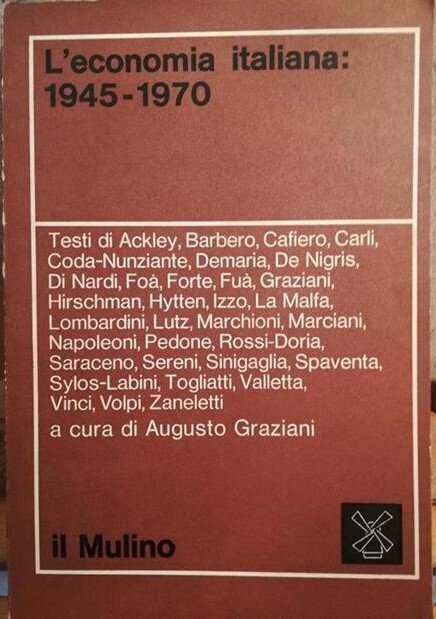 L'economia italiana:
1945-1970
Testi di Ackley, Barbero, Cafiero, Carli,
Coda-Nunziante, Demaria, De Nigris,
Di Nardi, Foà, Forte, Fuà, Graziani,
Hirschman, Hytten, Izzo, La Malfa,
Lombardini, Lutz, Marchioni, Marciani,
Napoleoni, Pedone, Rossi-Doria,
Saraceno, Sereni, Sinigaglia, Spaventa,
Sylos-Labini, Togliatti, Valletta,
Vinci, Volpi, Zaneletti
a cura di Augusto Graziani
il Mulino